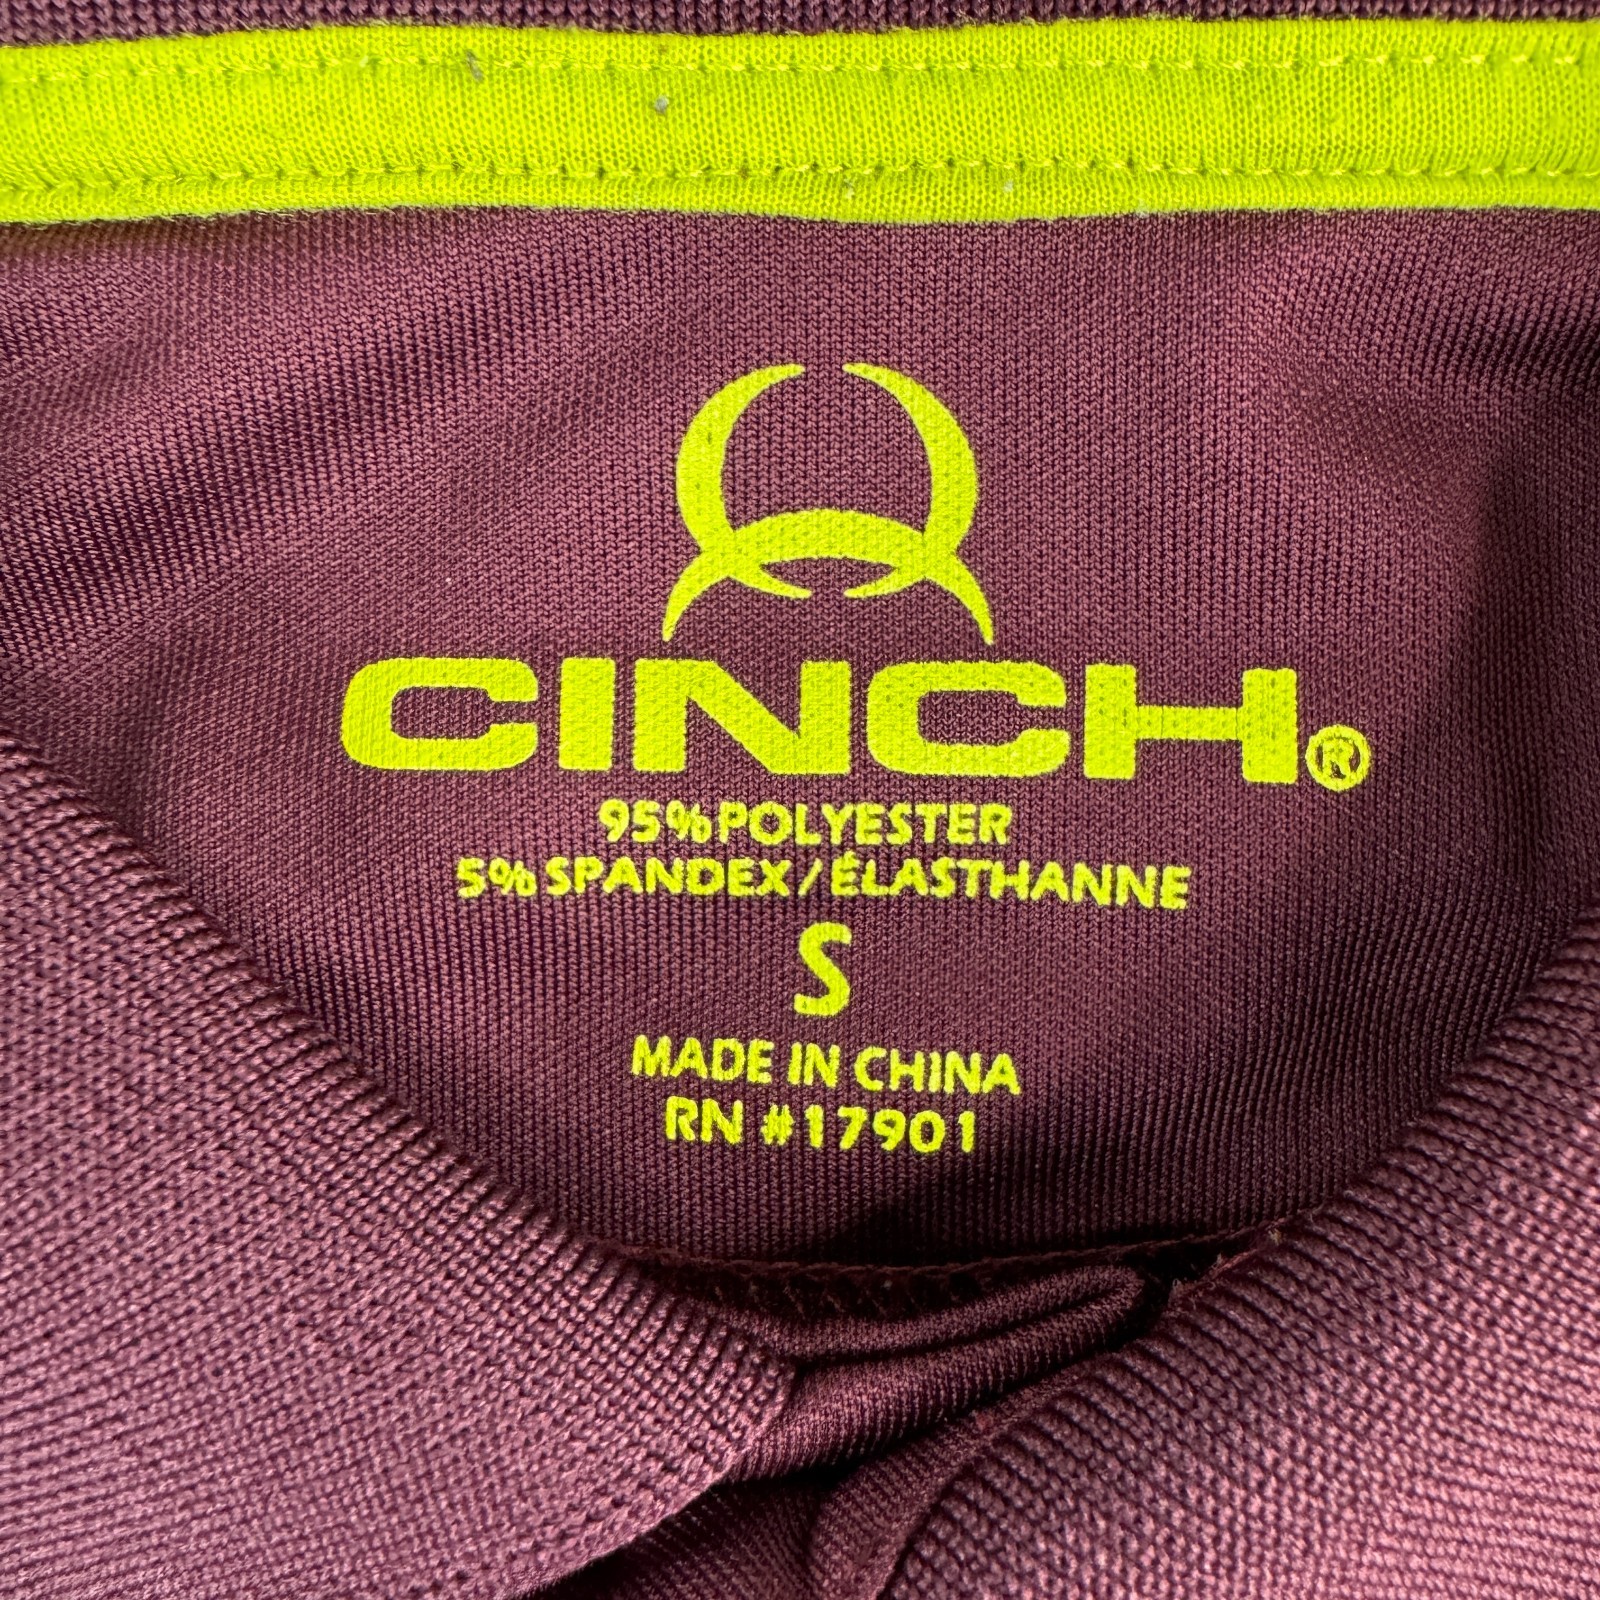 CINCH®
95% POLYESTER
5% SPANDEX / ÉLASTHANNE
S
MADE IN CHINA
RN #17901